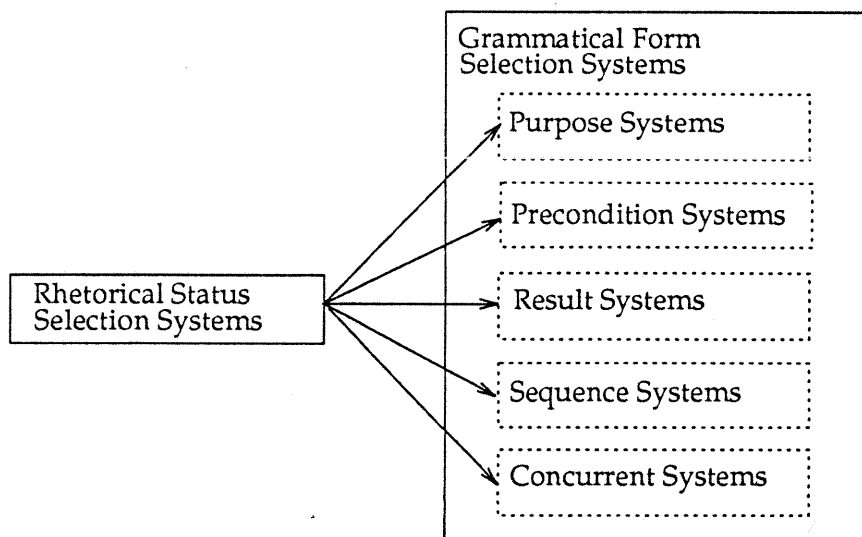 Grammatical Form
Selection Systems
Purpose Systems
Precondition Systems
Rhetorical Status
Selection Systems
Result Systems
Sequence Systems
Concurrent Systems